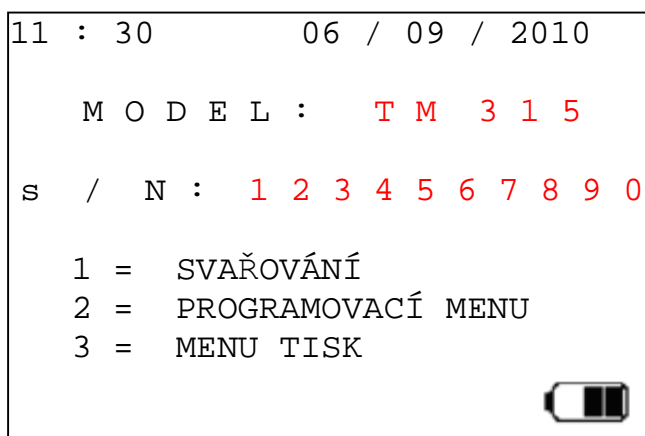 11 : 30 06 / 09 / 2010
M O D E L : T M 3 1 5
s / N : 1 2 3 4 5 6 7 8 9 0
1 = SVAŘOVÁNÍ
2 = PROGRAMOVACÍ MENU
3 = MENU TISK